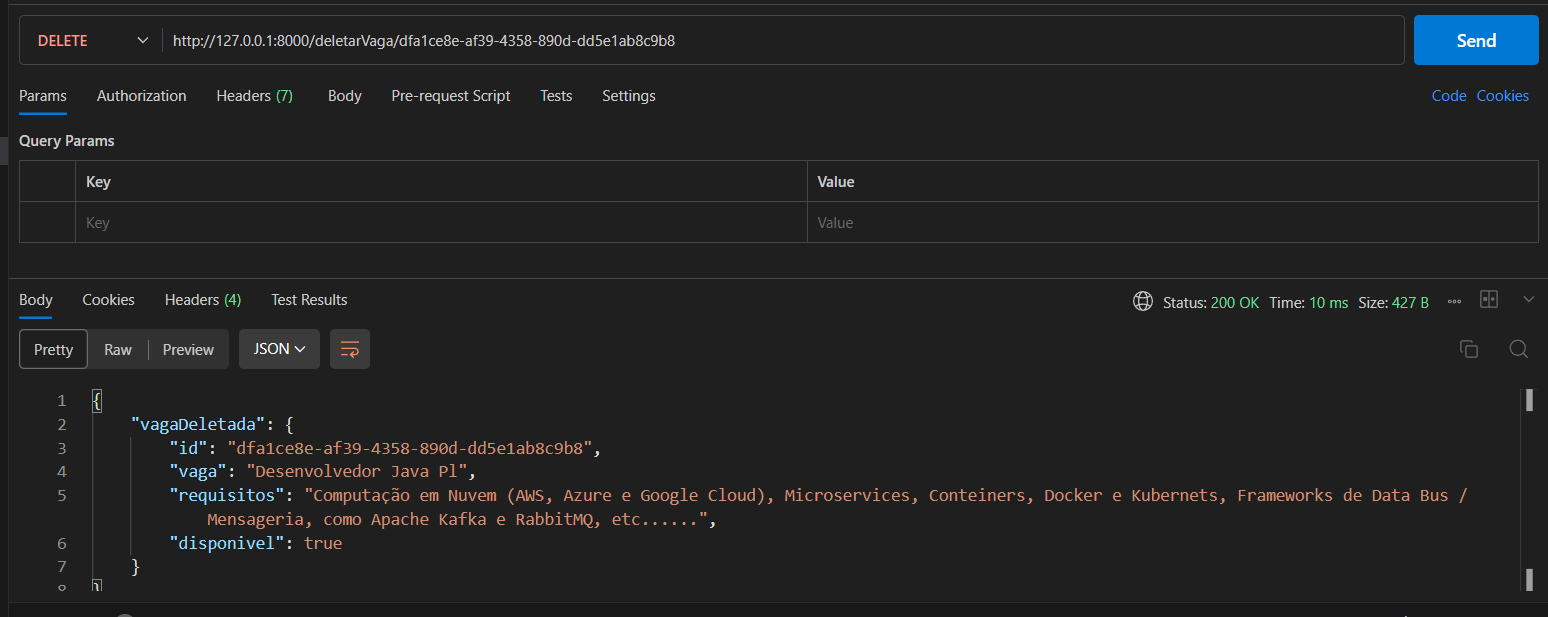 DELETE http://127.0.0.1:8000/deletarVaga/dfa1ce8e-af39-4358-890d-dd5e1ab8c9b8 Send
Params Authorization Headers (7) Body Pre-request Script Tests Settings Code Cookies
Query Params
Key Value
Key Value
Body Cookies Headers (4) Test Results Status: 200 OK Time: 10 ms Size: 427 B
Pretty Raw Preview JSON
1 {
2 "vagaDeletada": {
3 "id": "dfa1ce8e-af39-4358-890d-dd5e1ab8c9b8",
4 "vaga": "Desenvolvedor Java Pl",
5 "requisitos": "Computação em Nuvem (AWS, Azure e Google Cloud), Microservices, Conteiners, Docker e Kubernets, Frameworks de Data Bus /
Mensageria, como Apache Kafka e RabbitMQ, etc......",
6 "disponivel": true
7 }
8 }